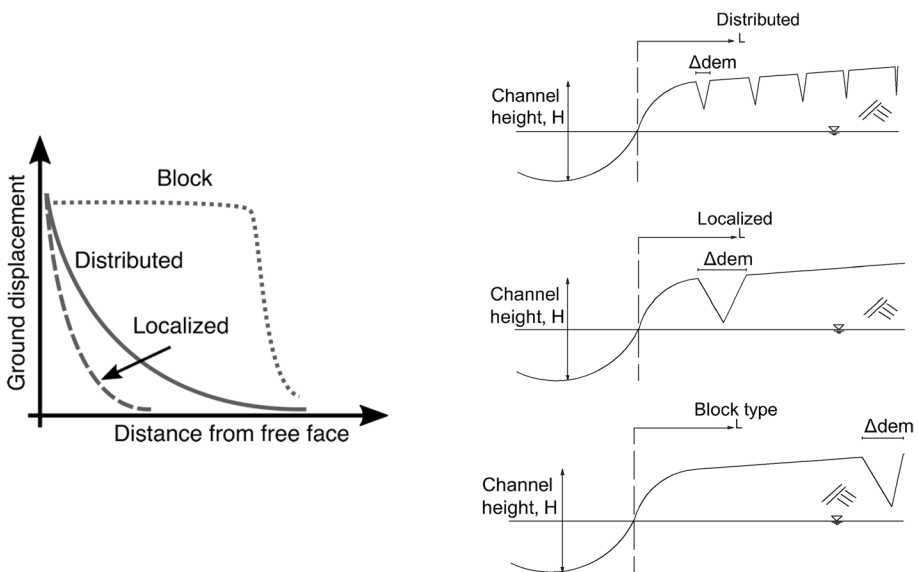 Ground displacement
Block
Distributed
Localized
Distance from free face
Distributed
L
Δdem
Channel
height, H
Localized
L
Δdem
Channel
height, H
Block type
L
Δdem
Channel
height, H